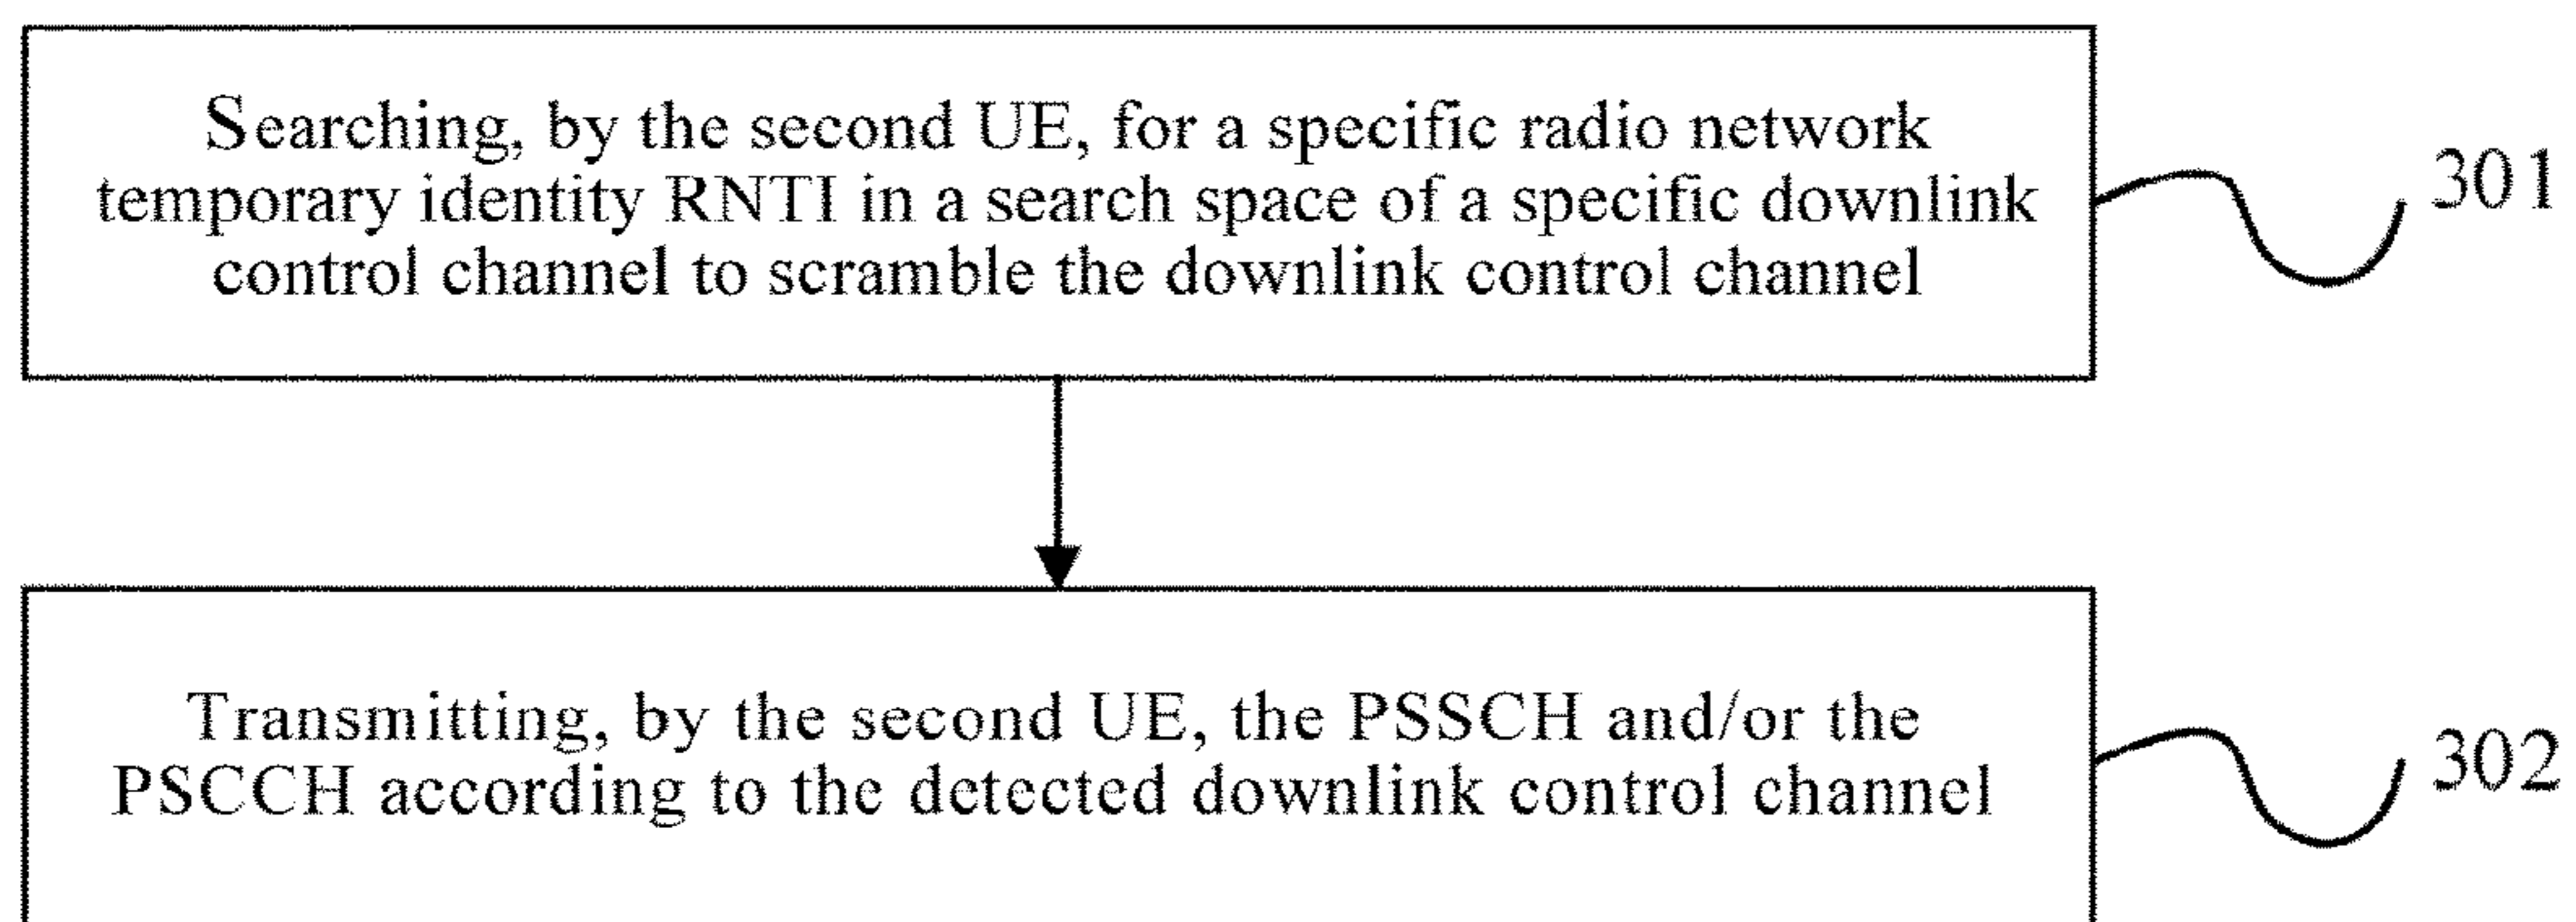 Searching, by the second UE, for a specific radio network
temporary identity RNTI in a search space of a specific downlink
control channel to scramble the downlink control channel
301
Transmitting, by the second UE, the PSSCH and/or the
PSCCH according to the detected downlink control channel
302